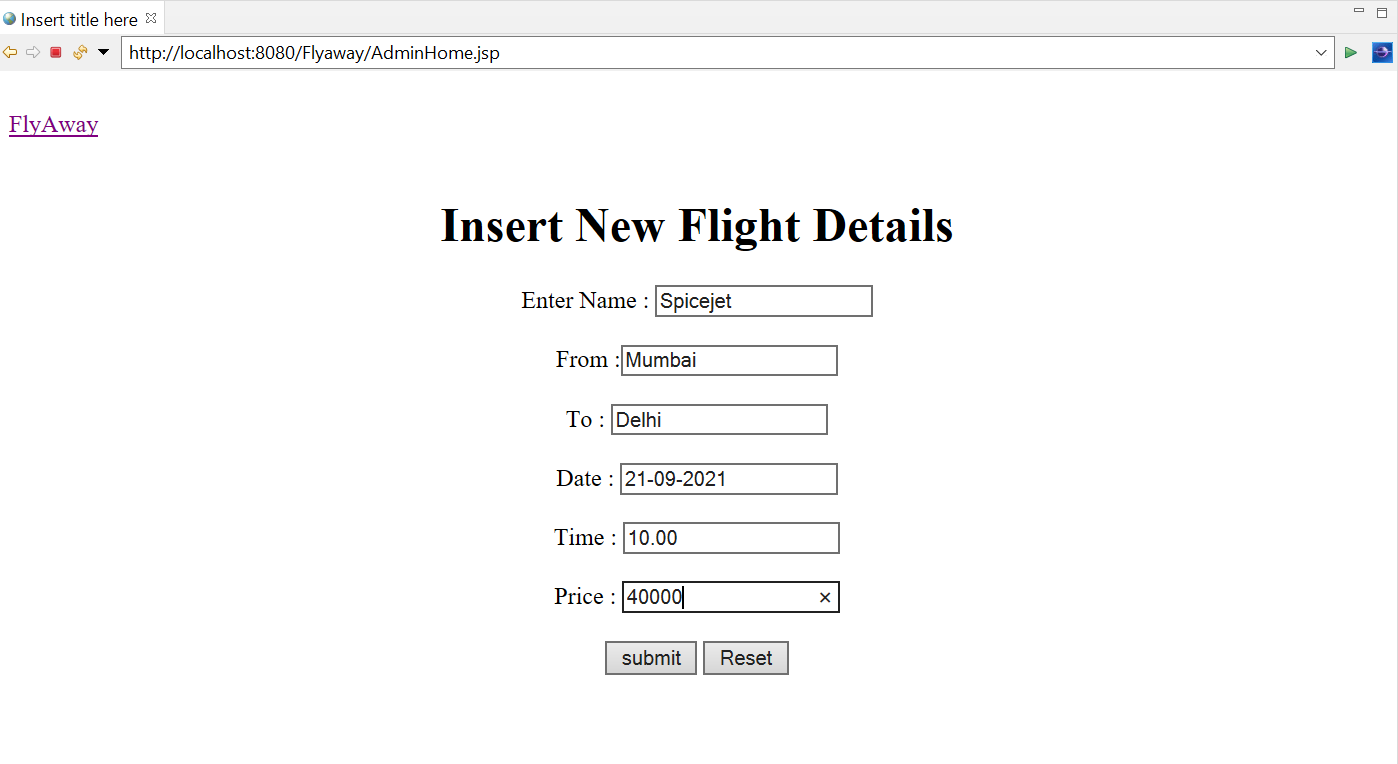 Insert title here
http://localhost:8080/Flyaway/AdminHome.jsp
FlyAway
Insert New Flight Details
Enter Name : Spicejet
From :Mumbai
To : Delhi
Date : 21-09-2021
Time : 10.00
Price : 40000
submit Reset